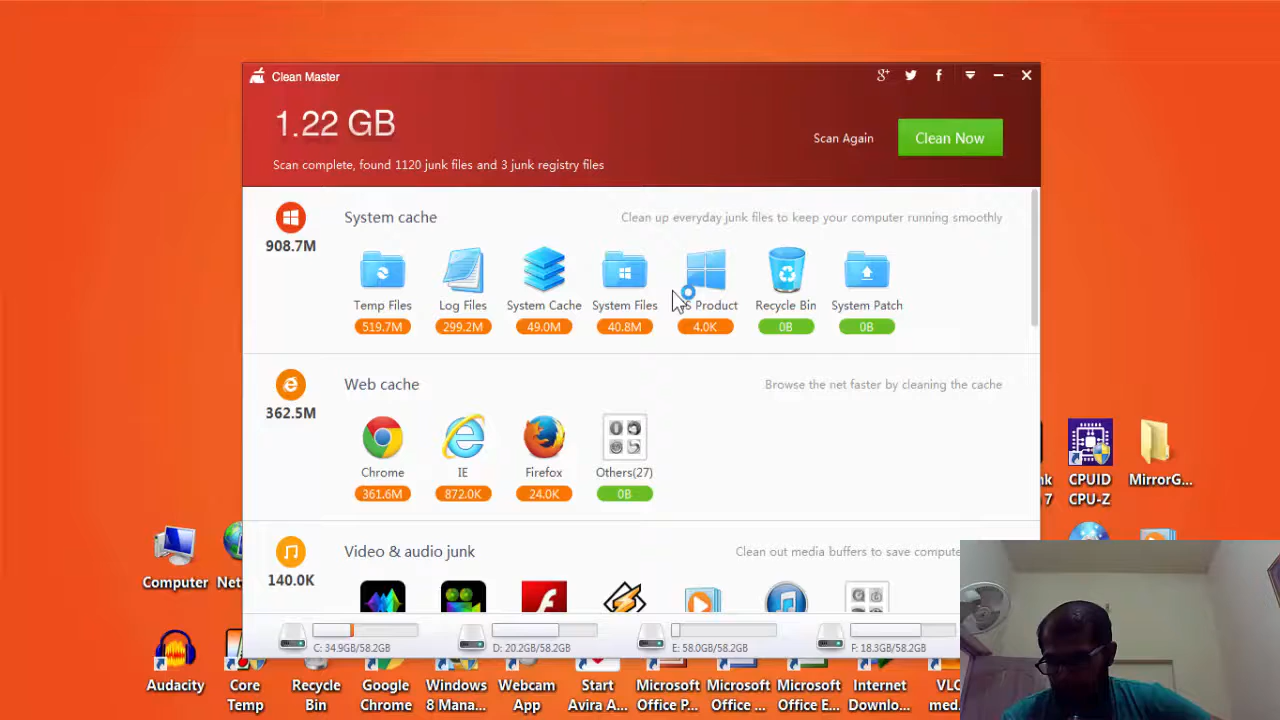 Clean Master
1.22 GB
Scan complete, found 1120 junk files and 3 junk registry files
Scan Again
Clean Now
908.7M
System cache
Clean up everyday junk files to keep your computer running smoothly
Temp Files
Log Files
System Cache
System Files
Product
Recycle Bin
System Patch
519.7M
299.2M
49.0M
40.8M
4.0K
0B
0B
362.5M
Web cache
Browse the net faster by cleaning the cache
Chrome
IE
Firefox
Others(27)
361.6M
872.0K
24.0K
0B
140.0K
Video & audio junk
Clean out media buffers to save compute
C: 34.9GB/58.2GB
D: 20.2GB/58.2GB
E: 58.0GB/58.2GB
F: 18.3GB/58.2GB
nk
7
CPUID
CPU-Z
MirrorG...
Computer
Net
Audacity
Core
Temp
Recycle
Bin
Google
Chrome
Windows
8 Mana...
Webcam
App
Start
Avira A...
Microsoft
Office P...
Microsoft
Office ...
Microsoft
Office E...
Internet
Downlo...
VLC
med...